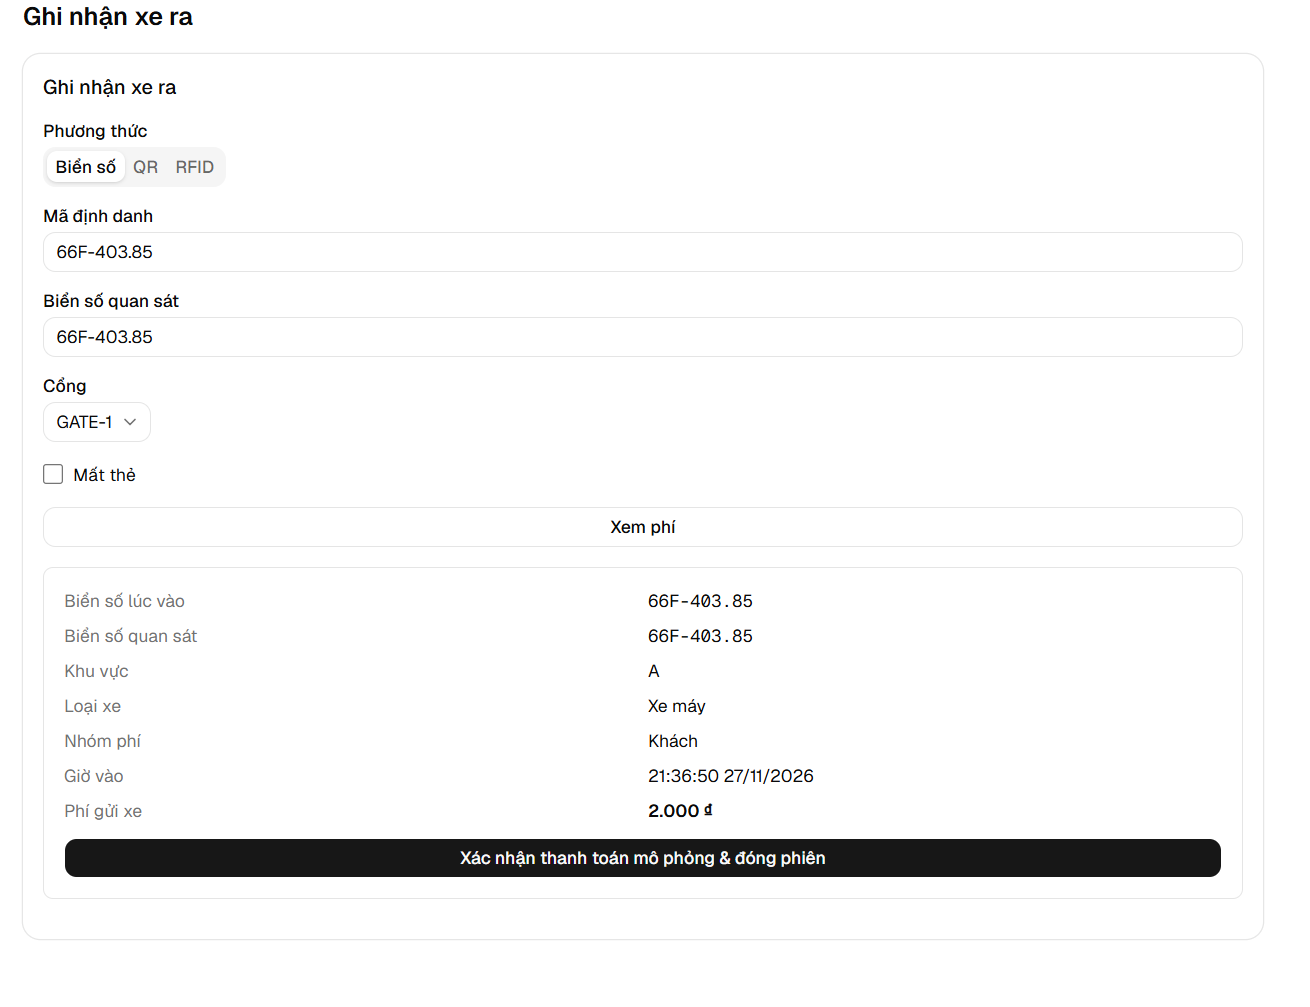 Ghi nhận xe ra
Ghi nhận xe ra
Phương thức
Biển số QR RFID
Mã định danh
66F-403.85
Biển số quan sát
66F-403.85
Cổng
GATE-1
Mất thẻ
Xem phí
Biển số lúc vào 66F-403.85
Biển số quan sát 66F-403.85
Khu vực A
Loại xe Xe máy
Nhóm phí Khách
Giờ vào 21:36:50 27/11/2026
Phí gửi xe 2.000 ₫
Xác nhận thanh toán mô phỏng & đóng phiên